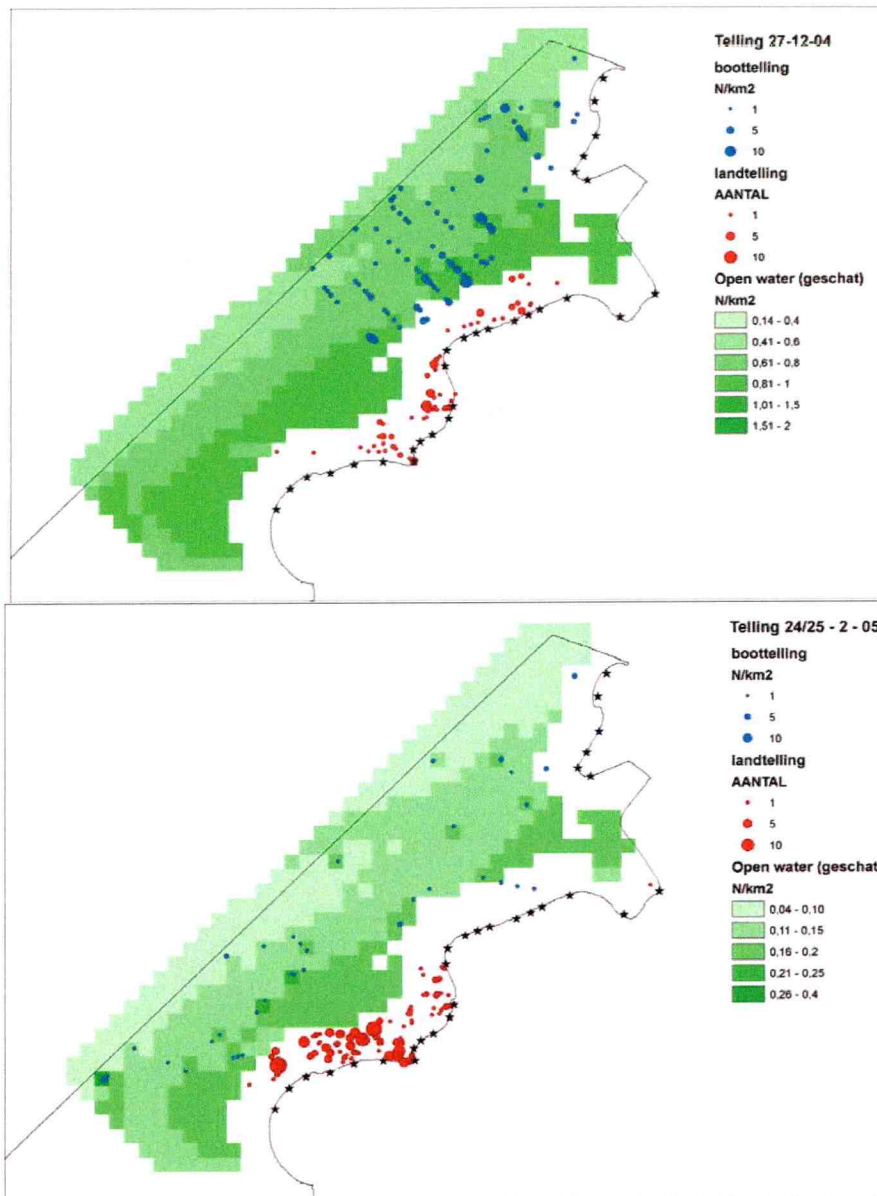 Telling 27-12-04
boottelling
N/km2
1
5
10
landtelling
AANTAL
1
5
10
Open water (geschat)
N/km2
0,14 - 0,4
0,41 - 0,6
0,61 - 0,8
0,81 - 1
1,01 - 1,5
1,51 - 2
Telling 24/25 - 2 - 05
boottelling
N/km2
1
5
10
landtelling
AANTAL
1
5
10
Open water (geschat
N/km2
0,04 - 0,10
0,11 - 0,15
0,16 - 0,2
0,21 - 0,25
0,26 - 0,4